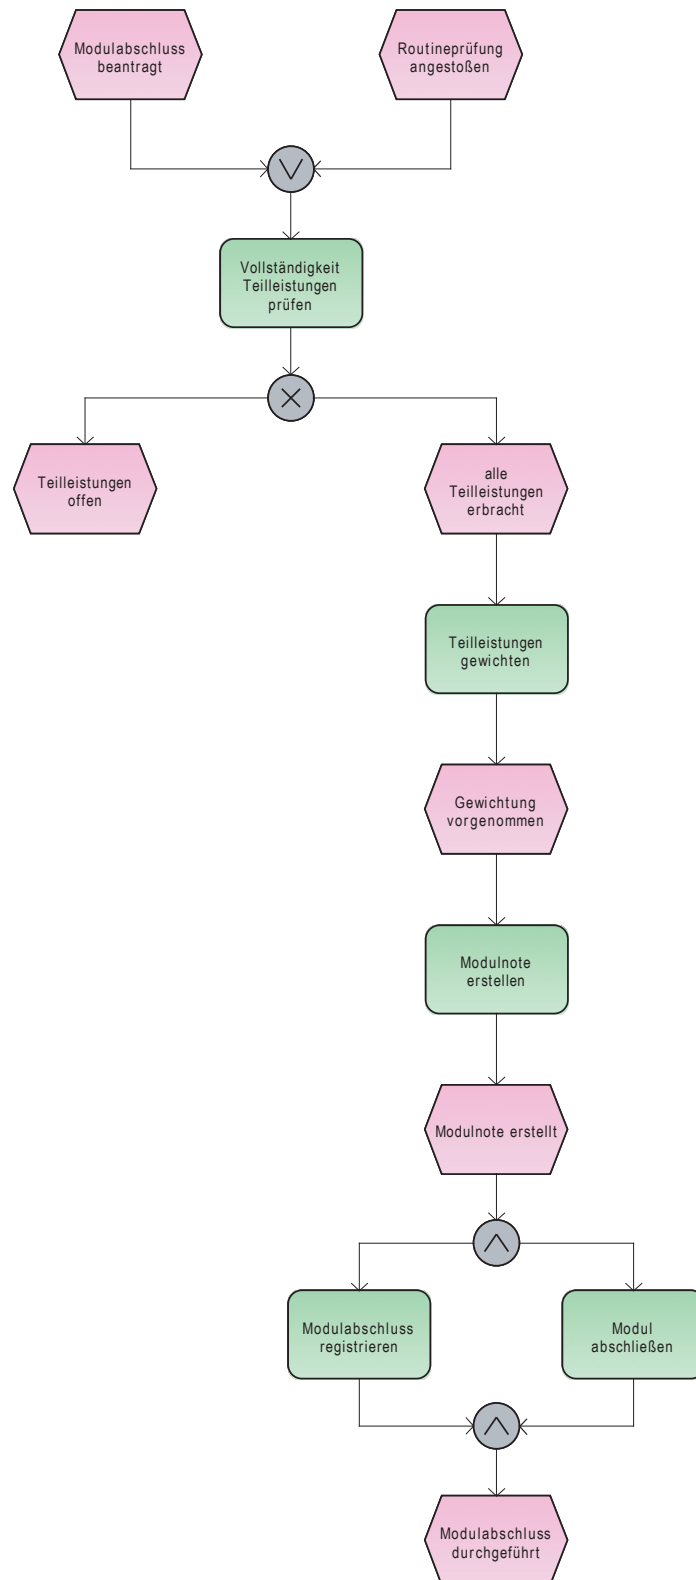 Modulabschluss
beantragt
Routineprüfung
angestoßen
Vollständigkeit
Teilleistungen
prüfen
Teilleistungen
offen
alle
Teilleistungen
erbracht
Teilleistungen
gewichten
Gewichtung
vorgenommen
Modulnote
erstellen
Modulnote erstellt
Modulabschluss
registrieren
Modul
abschließen
Modulabschluss
durchgeführt